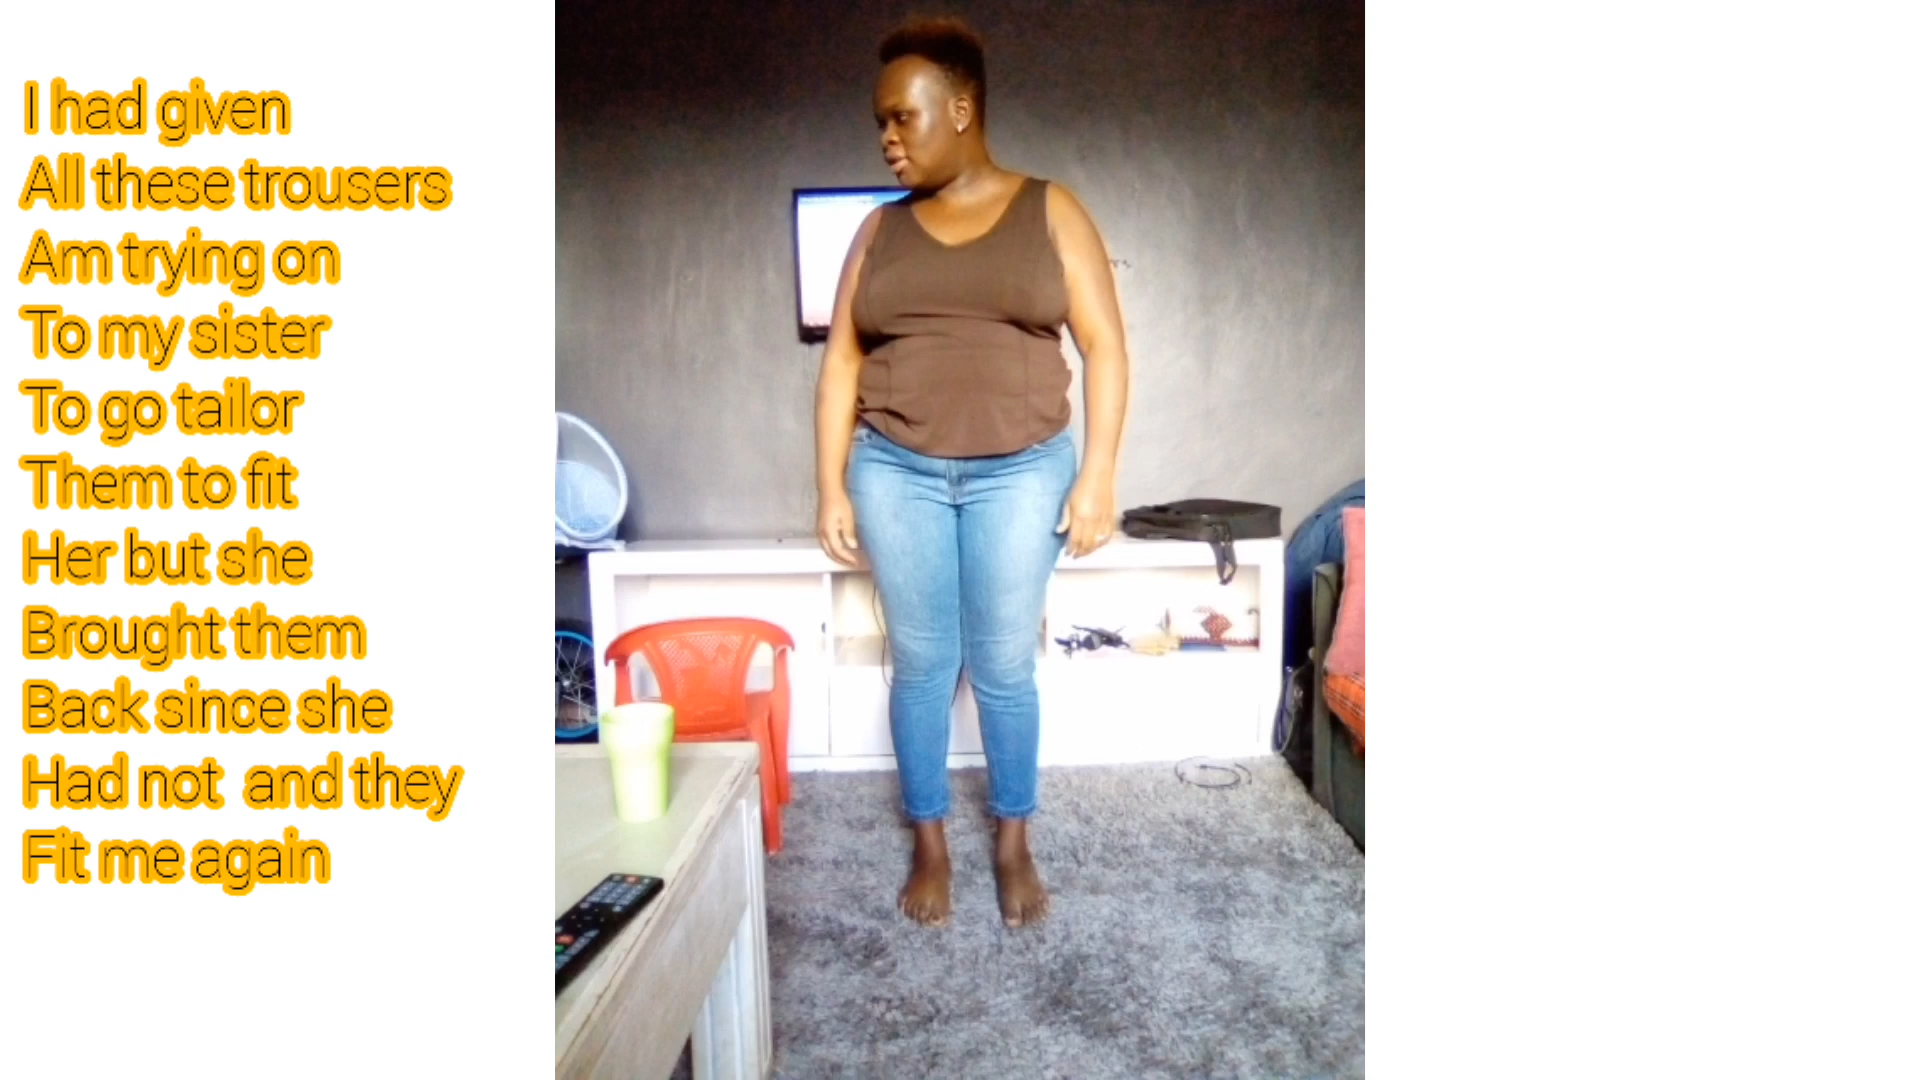 I had given
All these trousers
Am trying on
To my sister
To go tailor
Them to fit
Her but she
Brought them
Back since she
Had not  and they
Fit me again